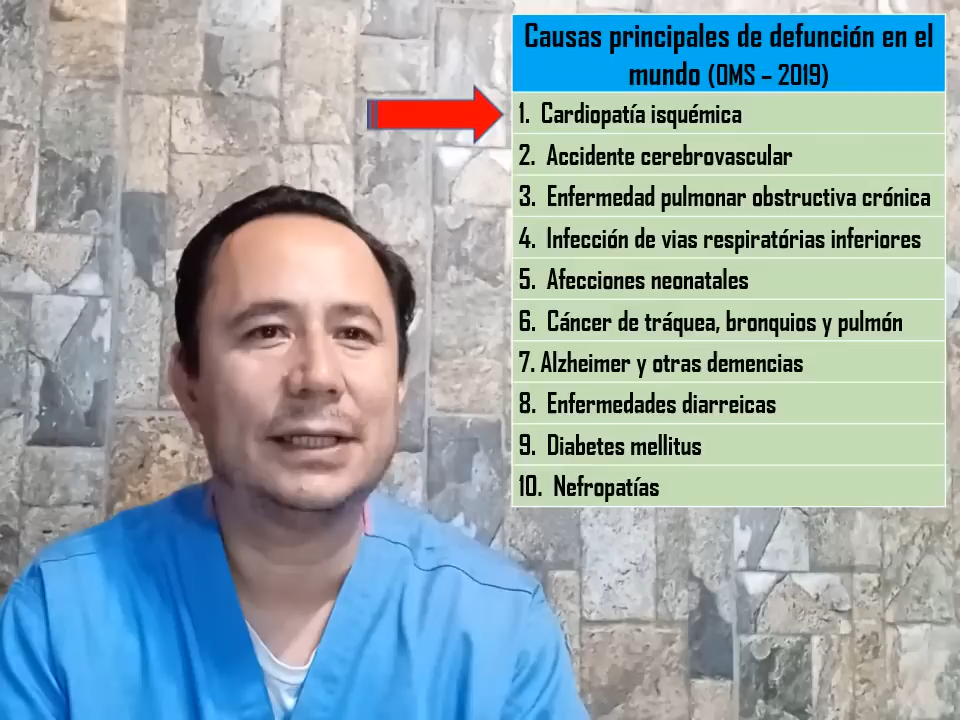 Causas principales de defunción en el
mundo (OMS – 2019)
1. Cardiopatía isquémica
2. Accidente cerebrovascular
3. Enfermedad pulmonar obstructiva crónica
4. Infección de vias respiratórias inferiores
5. Afecciones neonatales
6. Cáncer de tráquea, bronquios y pulmón
7. Alzheimer y otras demencias
8. Enfermedades diarreicas
9. Diabetes mellitus
10. Nefropatías